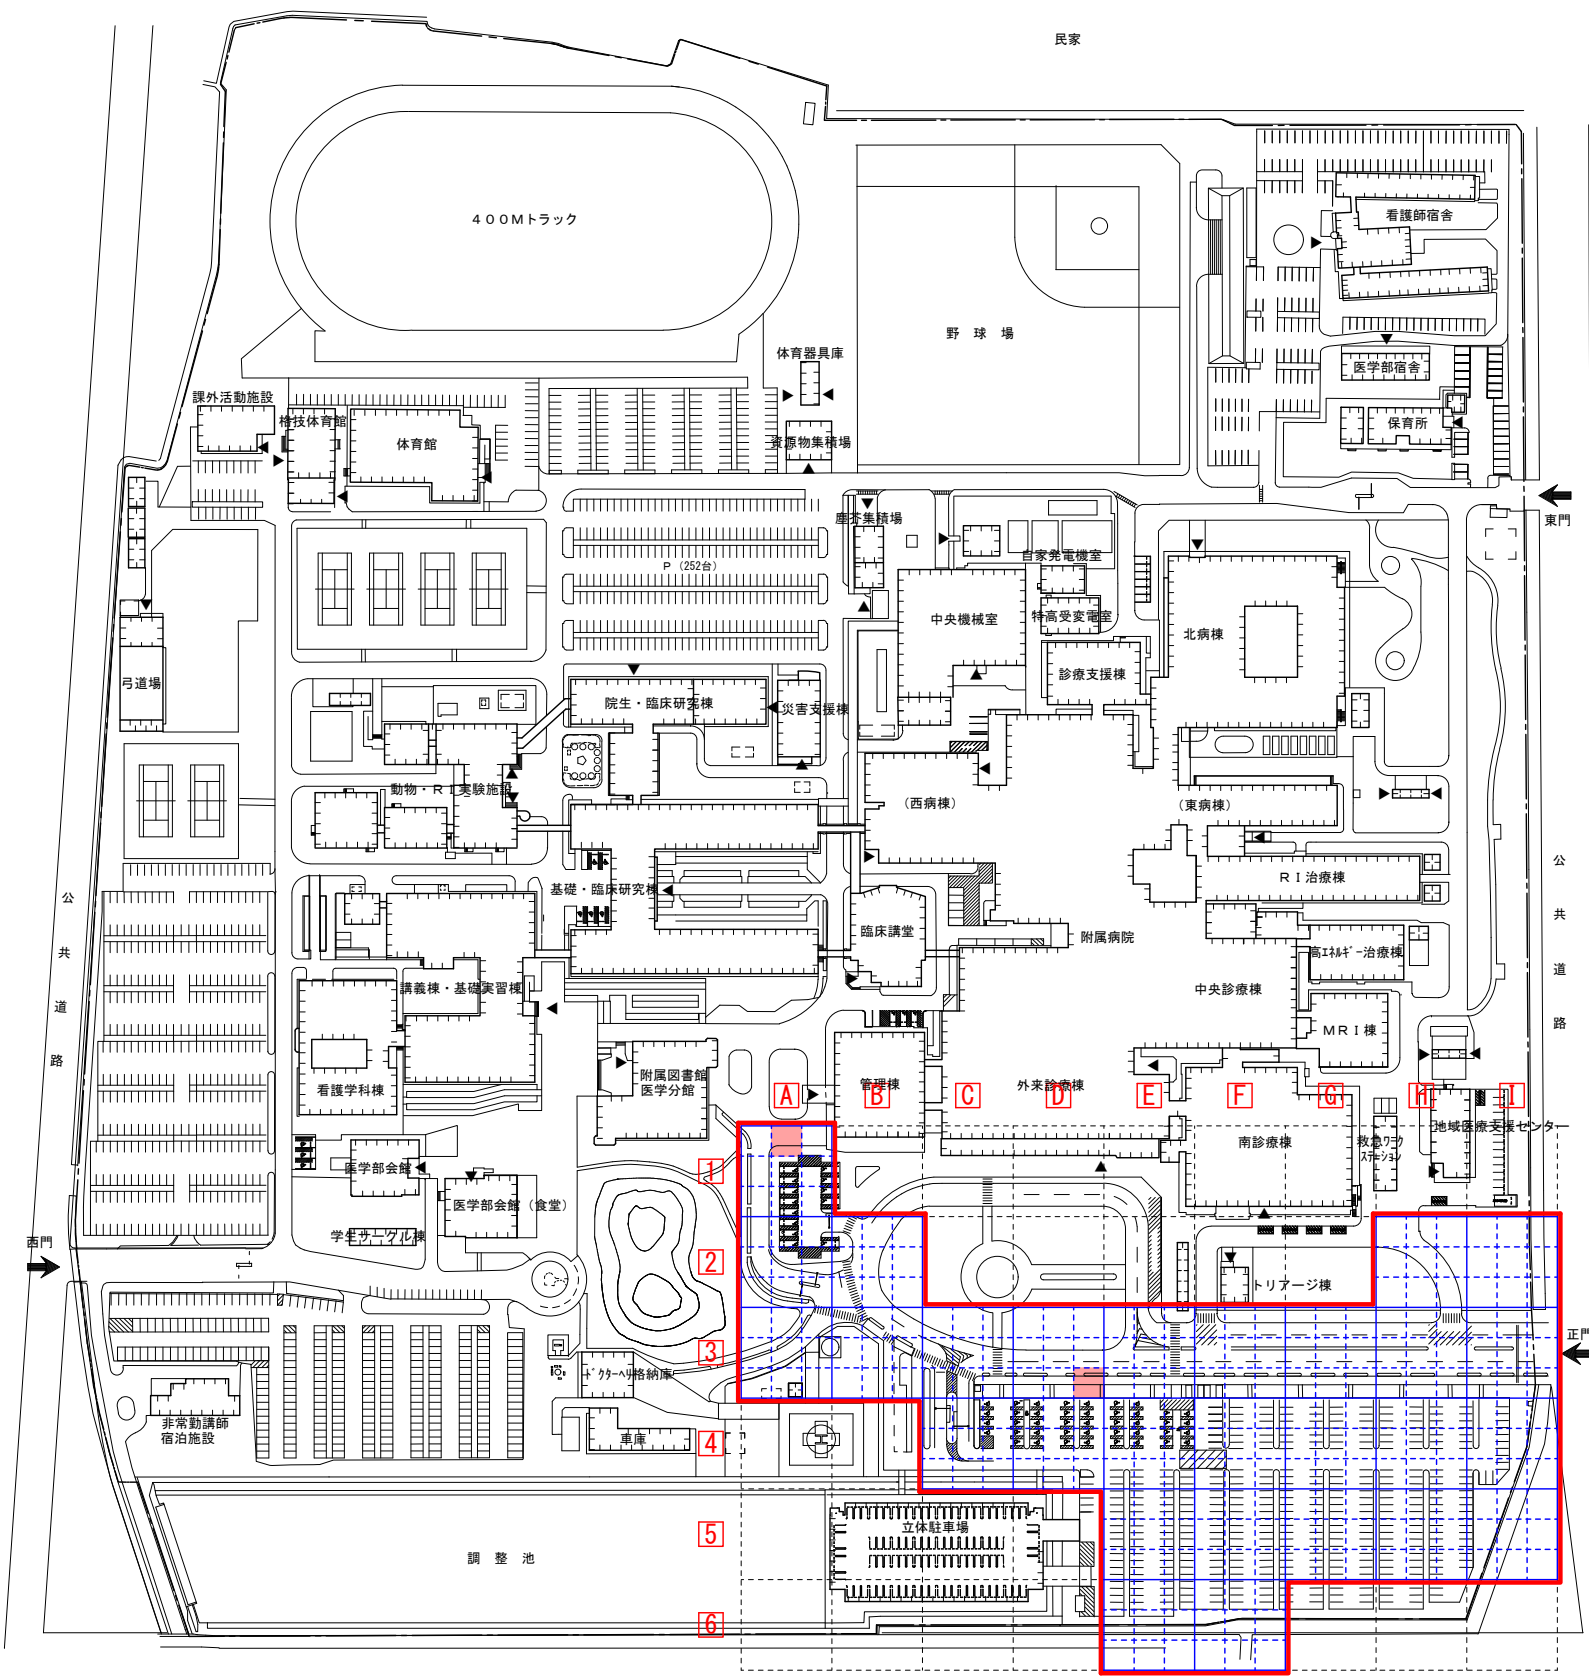 民家
400Mトラック
看護師宿舎
野球場
体育器具庫
医学部宿舎
課外活動施設
格技体育館
体育館
資源物集積場
保育所
東門
塵芥集積場
自家発電機室
P (252台)
中央機械室
特高受変電室
北病棟
弓道場
院生・臨床研究棟
災害支援棟
診療支援棟
動物・RI実験施設
(西病棟)
(東病棟)
基礎・臨床研究棟
RI治療棟
公共道路
公共道路
臨床講堂
附属病院
高エネルギー治療棟
講義棟・基礎実習棟
中央診療棟
MRI棟
看護学科棟
附属図書館
医学分館
管理棟
外来診療棟
A
B
C
D
E
F
G
H
I
地域医療支援センター
南診療棟
救急ワーク
ステーション
医学部会館
1
医学部会館(食堂)
学生サークル棟
西門
2
トリアージ棟
正門
3
ドクターヘリ格納庫
非常勤講師
宿泊施設
車庫
4
5
立体駐車場
調整池
6